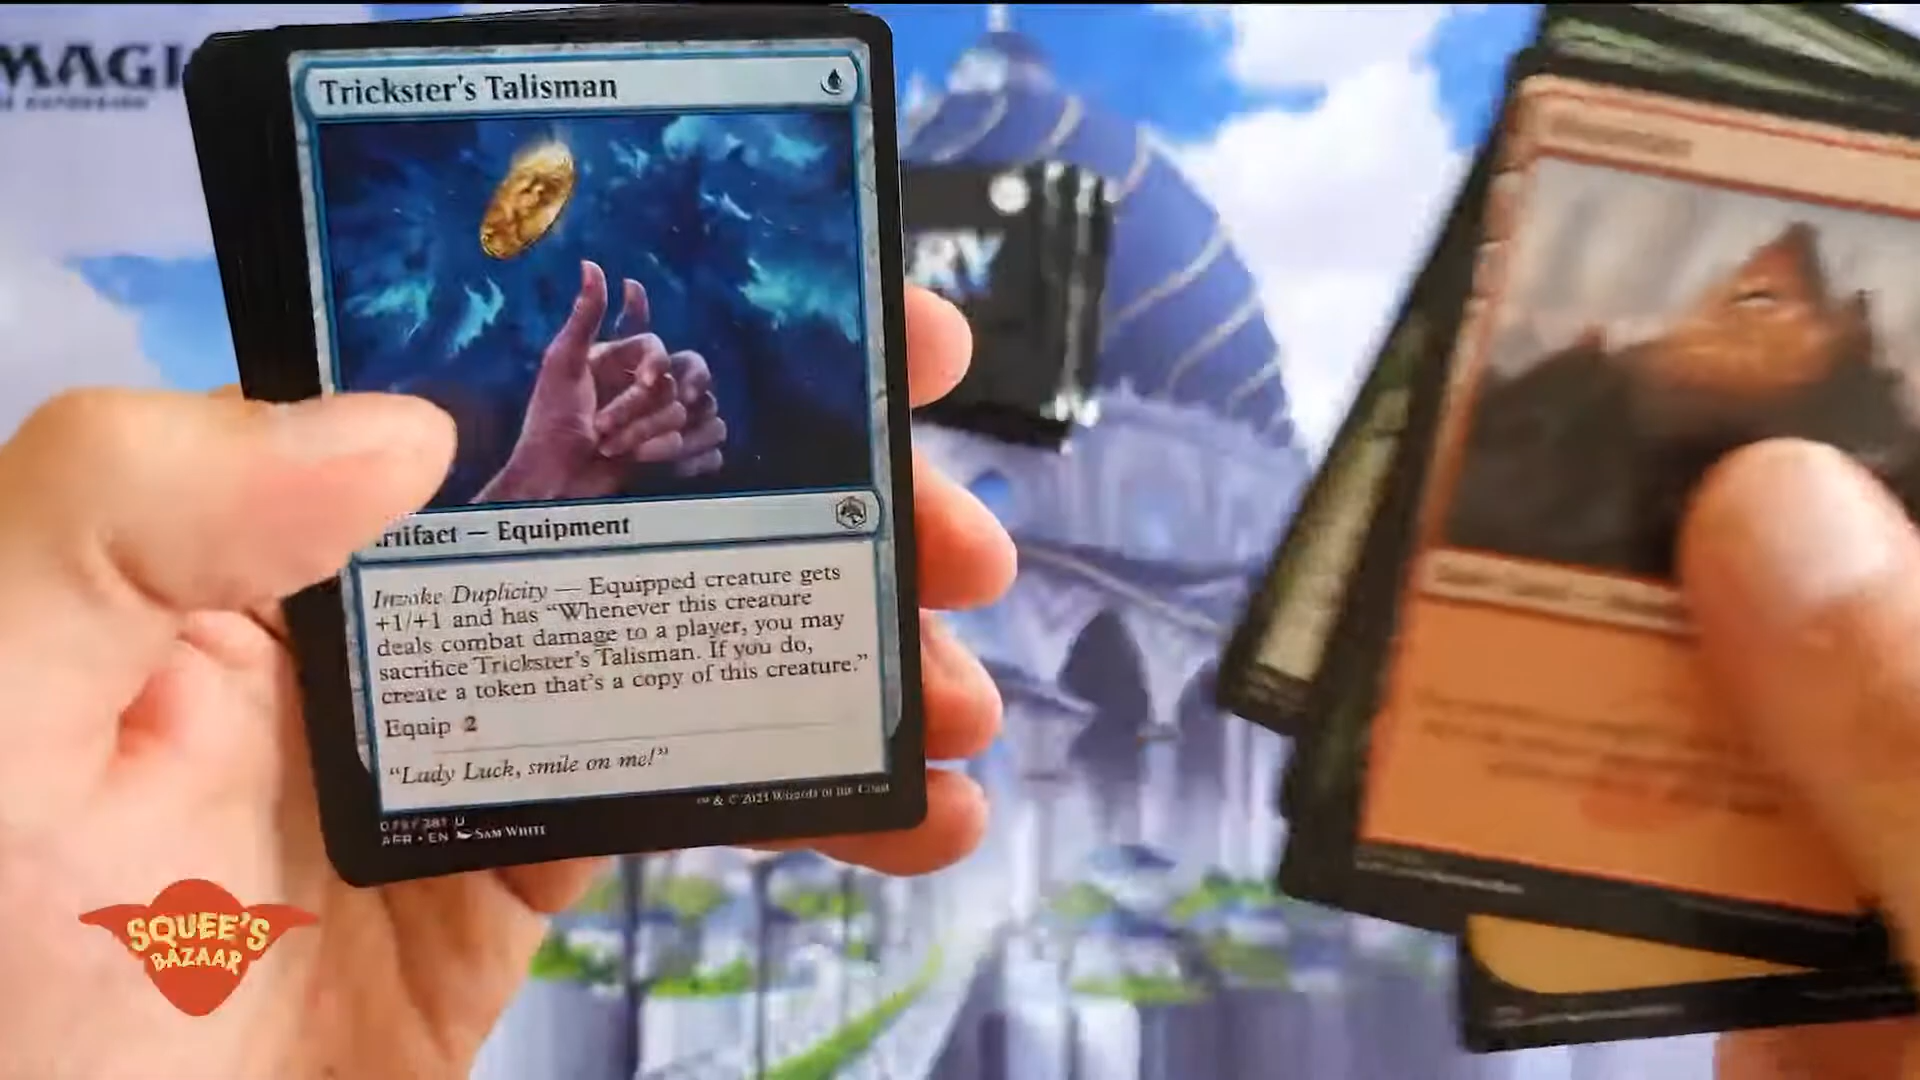 MAGI
Trickster's Talisman
Artifact — Equipment
Invoke Duplicity — Equipped creature gets
+1/+1 and has “Whenever this creature
deals combat damage to a player, you may
sacrifice Trickster's Talisman. If you do,
create a token that's a copy of this creature.”
Equip 2
“Lady Luck, smile on me!”
™ & © 2021 Wizards of the Coast
/281 U
AFR • EN SAM WHITE
SQUEE'S
BAZAAR